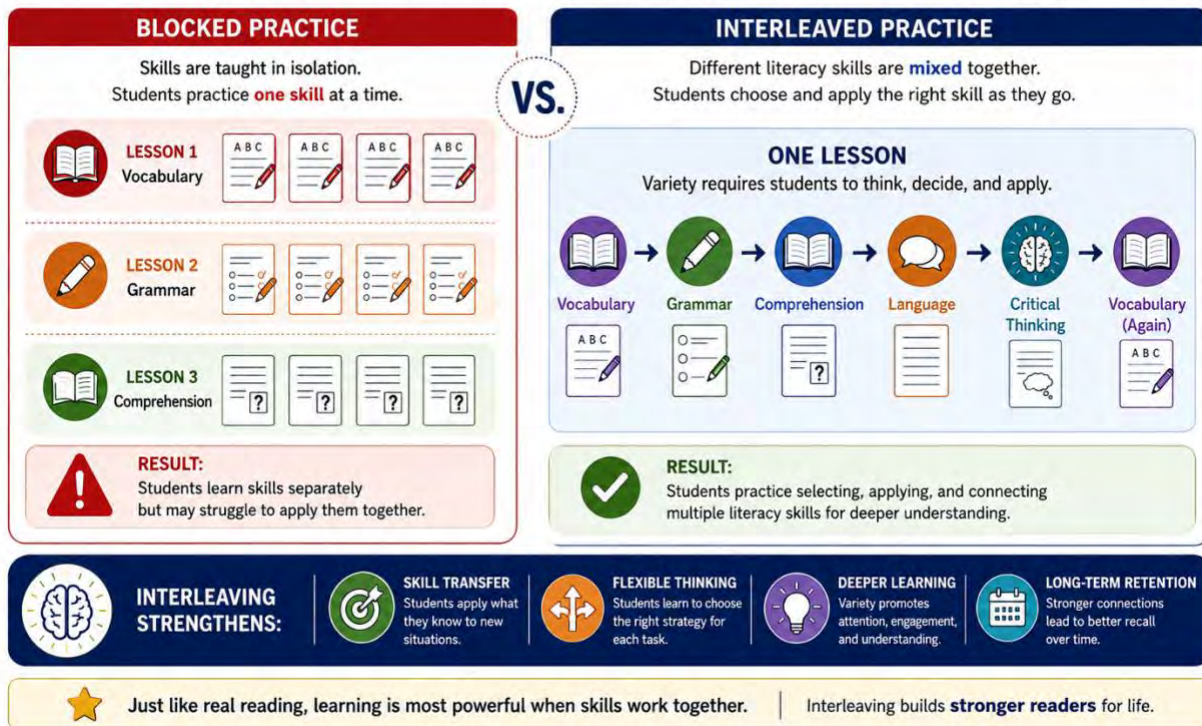 BLOCKED PRACTICE
Skills are taught in isolation.
Students practice one skill at a time.
LESSON 1
Vocabulary
A B C
A B C
A B C
A B C
LESSON 2
Grammar
LESSON 3
Comprehension
?
?
?
?
RESULT:
Students learn skills separately
but may struggle to apply them together.
VS.
INTERLEAVED PRACTICE
Different literacy skills are mixed together.
Students choose and apply the right skill as they go.
ONE LESSON
Variety requires students to think, decide, and apply.
Vocabulary
A B C
Grammar
Comprehension
?
Language
Critical
Thinking
Vocabulary
(Again)
A B C
RESULT:
Students practice selecting, applying, and connecting
multiple literacy skills for deeper understanding.
INTERLEAVING
STRENGTHENS:
SKILL TRANSFER
Students apply what
they know to new
situations.
FLEXIBLE THINKING
Students learn to choose
the right strategy for
each task.
DEEPER LEARNING
Variety promotes
attention, engagement,
and understanding.
LONG-TERM RETENTION
Stronger connections
lead to better recall
over time.
Just like real reading, learning is most powerful when skills work together.
Interleaving builds stronger readers for life.